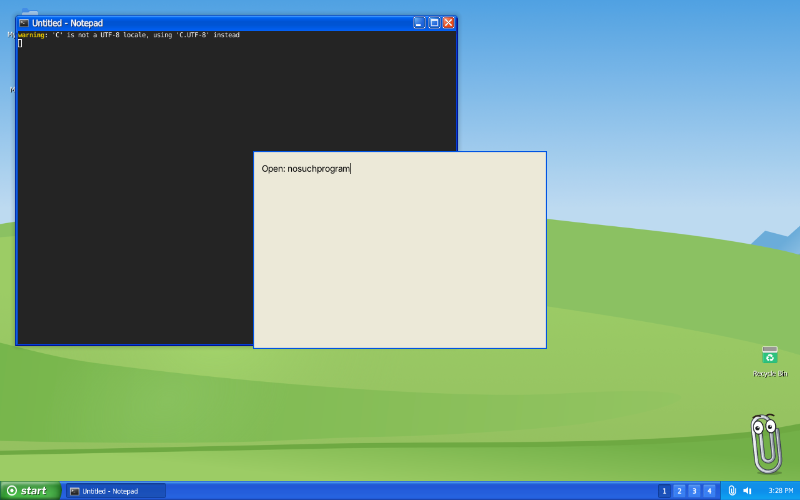 Untitled - Notepad
warning: 'C' is not a UTF-8 locale, using 'C.UTF-8' instead
Open: nosuchprogram
Recycle Bin
start
Untitled - Notepad
1 2 3 4
3:28 PM